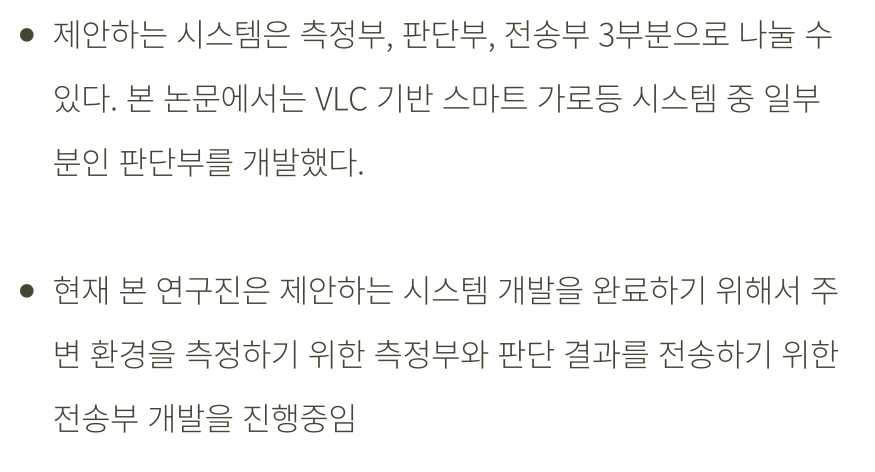 ● 제안하는 시스템은 측정부, 판단부, 전송부 3부분으로 나눌 수
있다. 본 논문에서는 VLC 기반 스마트 가로등 시스템 중 일부
분인 판단부를 개발했다.
● 현재 본 연구진은 제안하는 시스템 개발을 완료하기 위해서 주
변 환경을 측정하기 위한 측정부와 판단 결과를 전송하기 위한
전송부 개발을 진행중임